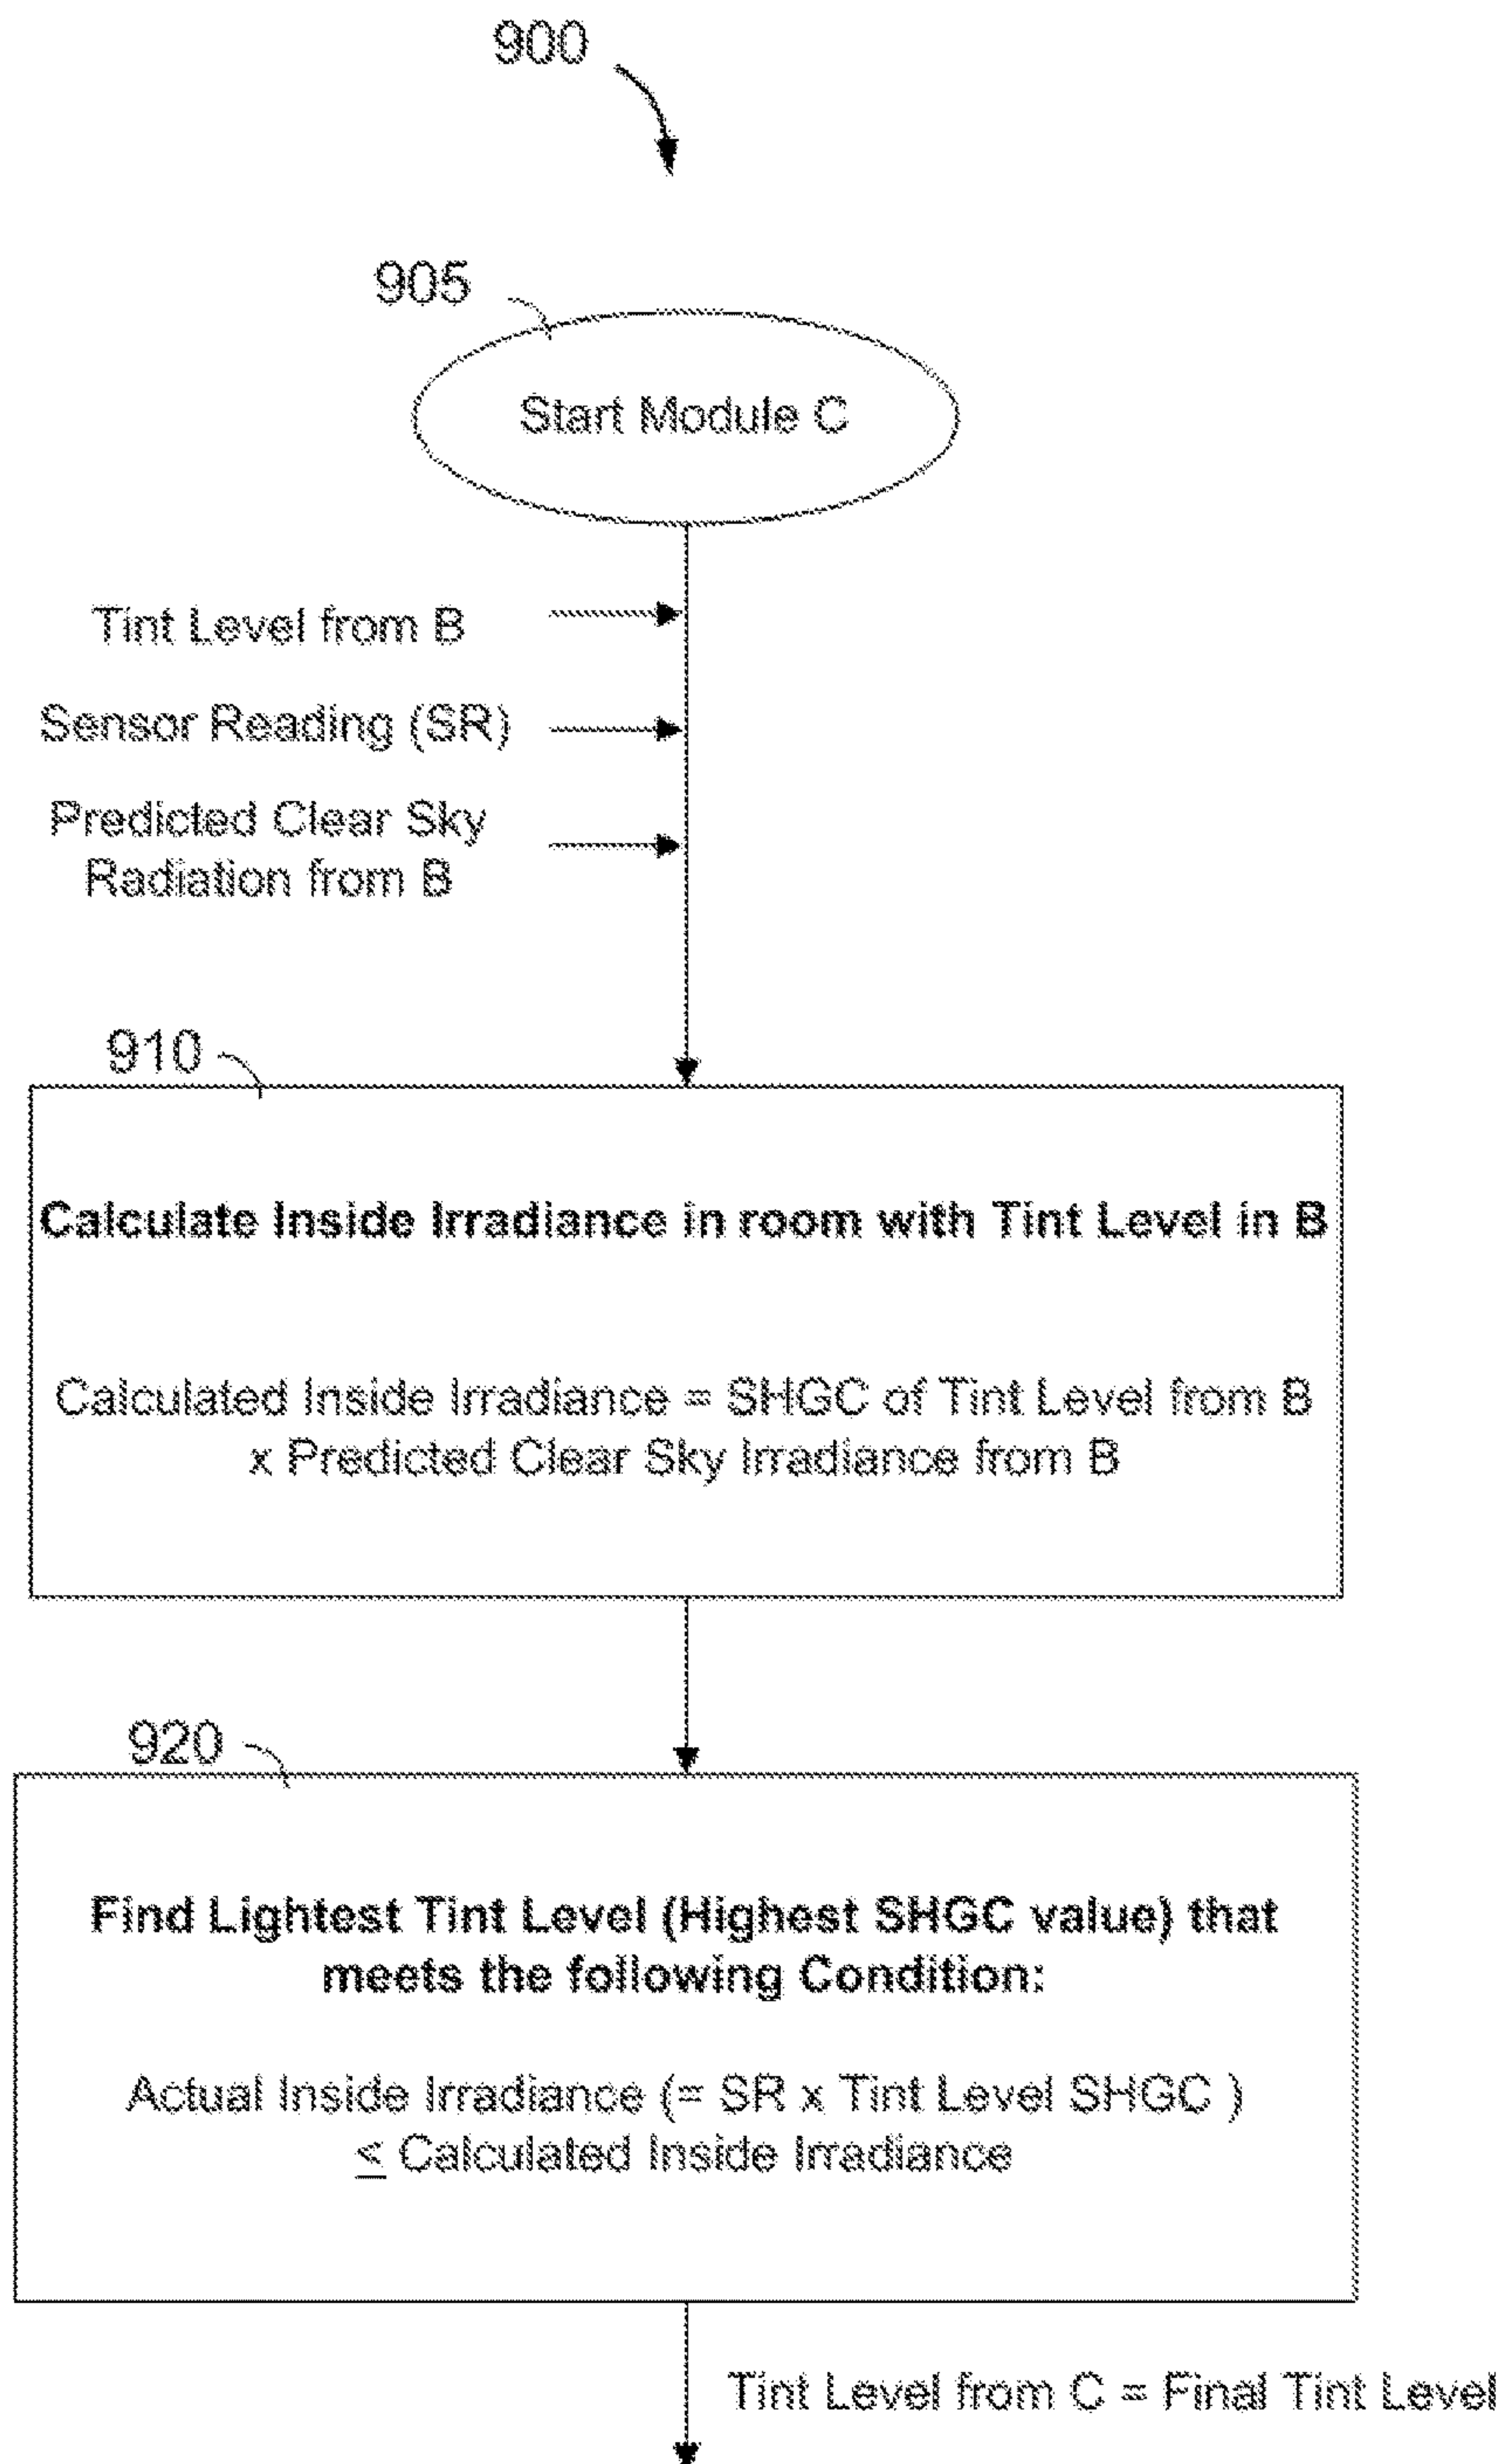 900
905
Start Module C
Tint Level from B
Sensor Reading (SR)
Predicted Clear Sky
Radiation from B
910
Calculate Inside Irradiance in room with Tint Level in B
Calculated Inside Irradiance = SHGC of Tint Level from B
x Predicted Clear Sky Irradiance from B
920
Find Lightest Tint Level (Highest SHGC value) that
meets the following Condition:
Actual Inside Irradiance (= SR x Tint Level SHGC )
≤ Calculated Inside Irradiance
Tint Level from C = Final Tint Level